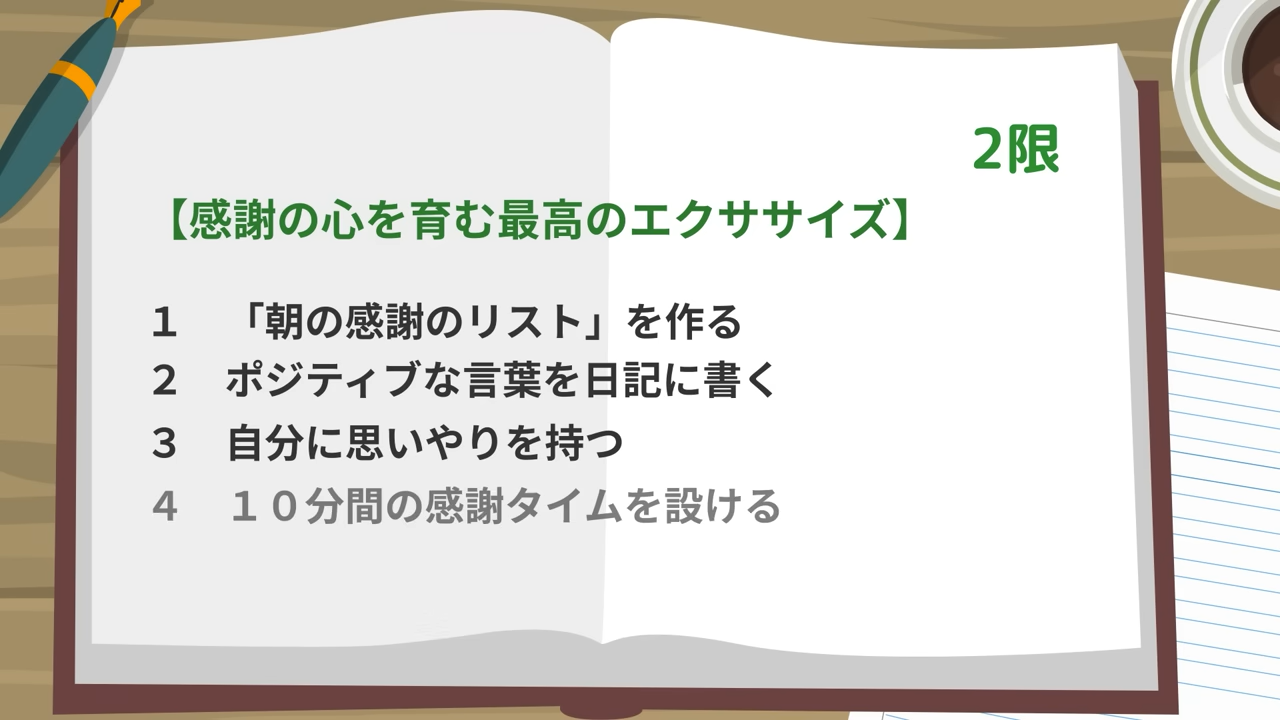 2限
【感謝の心を育む最高のエクササイズ】
１　「朝の感謝のリスト」を作る
２　ポジティブな言葉を日記に書く
３　自分に思いやりを持つ
４　１０分間の感謝タイムを設ける